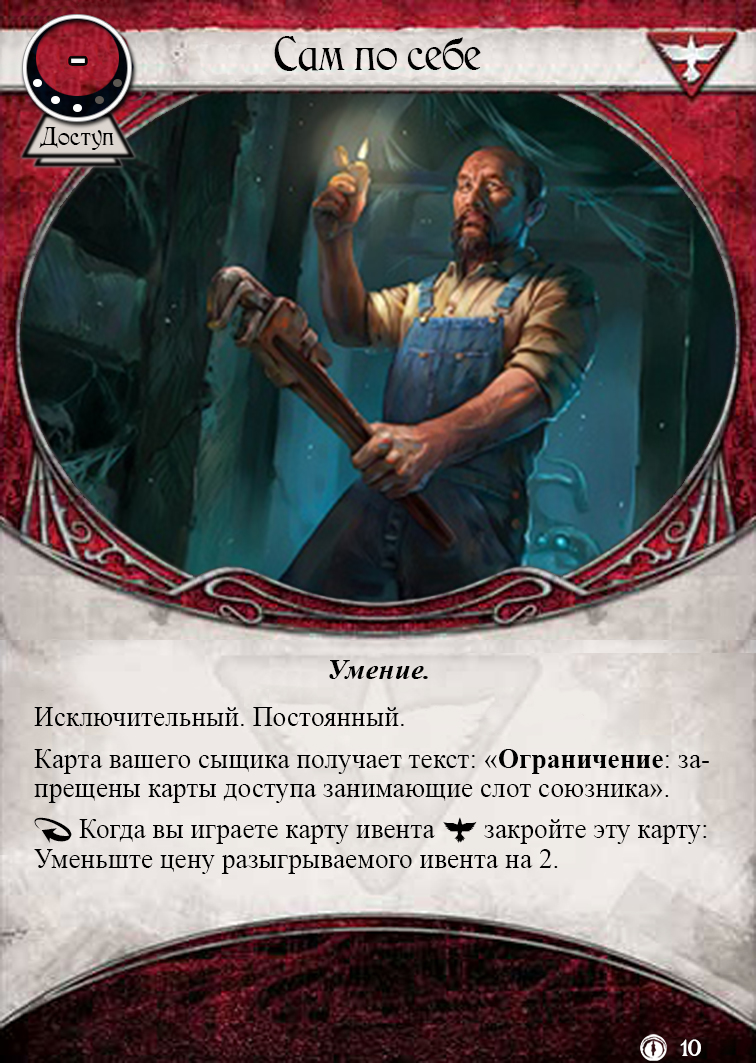 Сам по себе
-
Доступ
Умение.
Исключительный. Постоянный.
Карта вашего сыщика получает текст: «Ограничение: за-
прещены карты доступа занимающие слот союзника».
Когда вы играете карту ивента закройте эту карту:
Уменьште цену разыгрываемого ивента на 2.
10